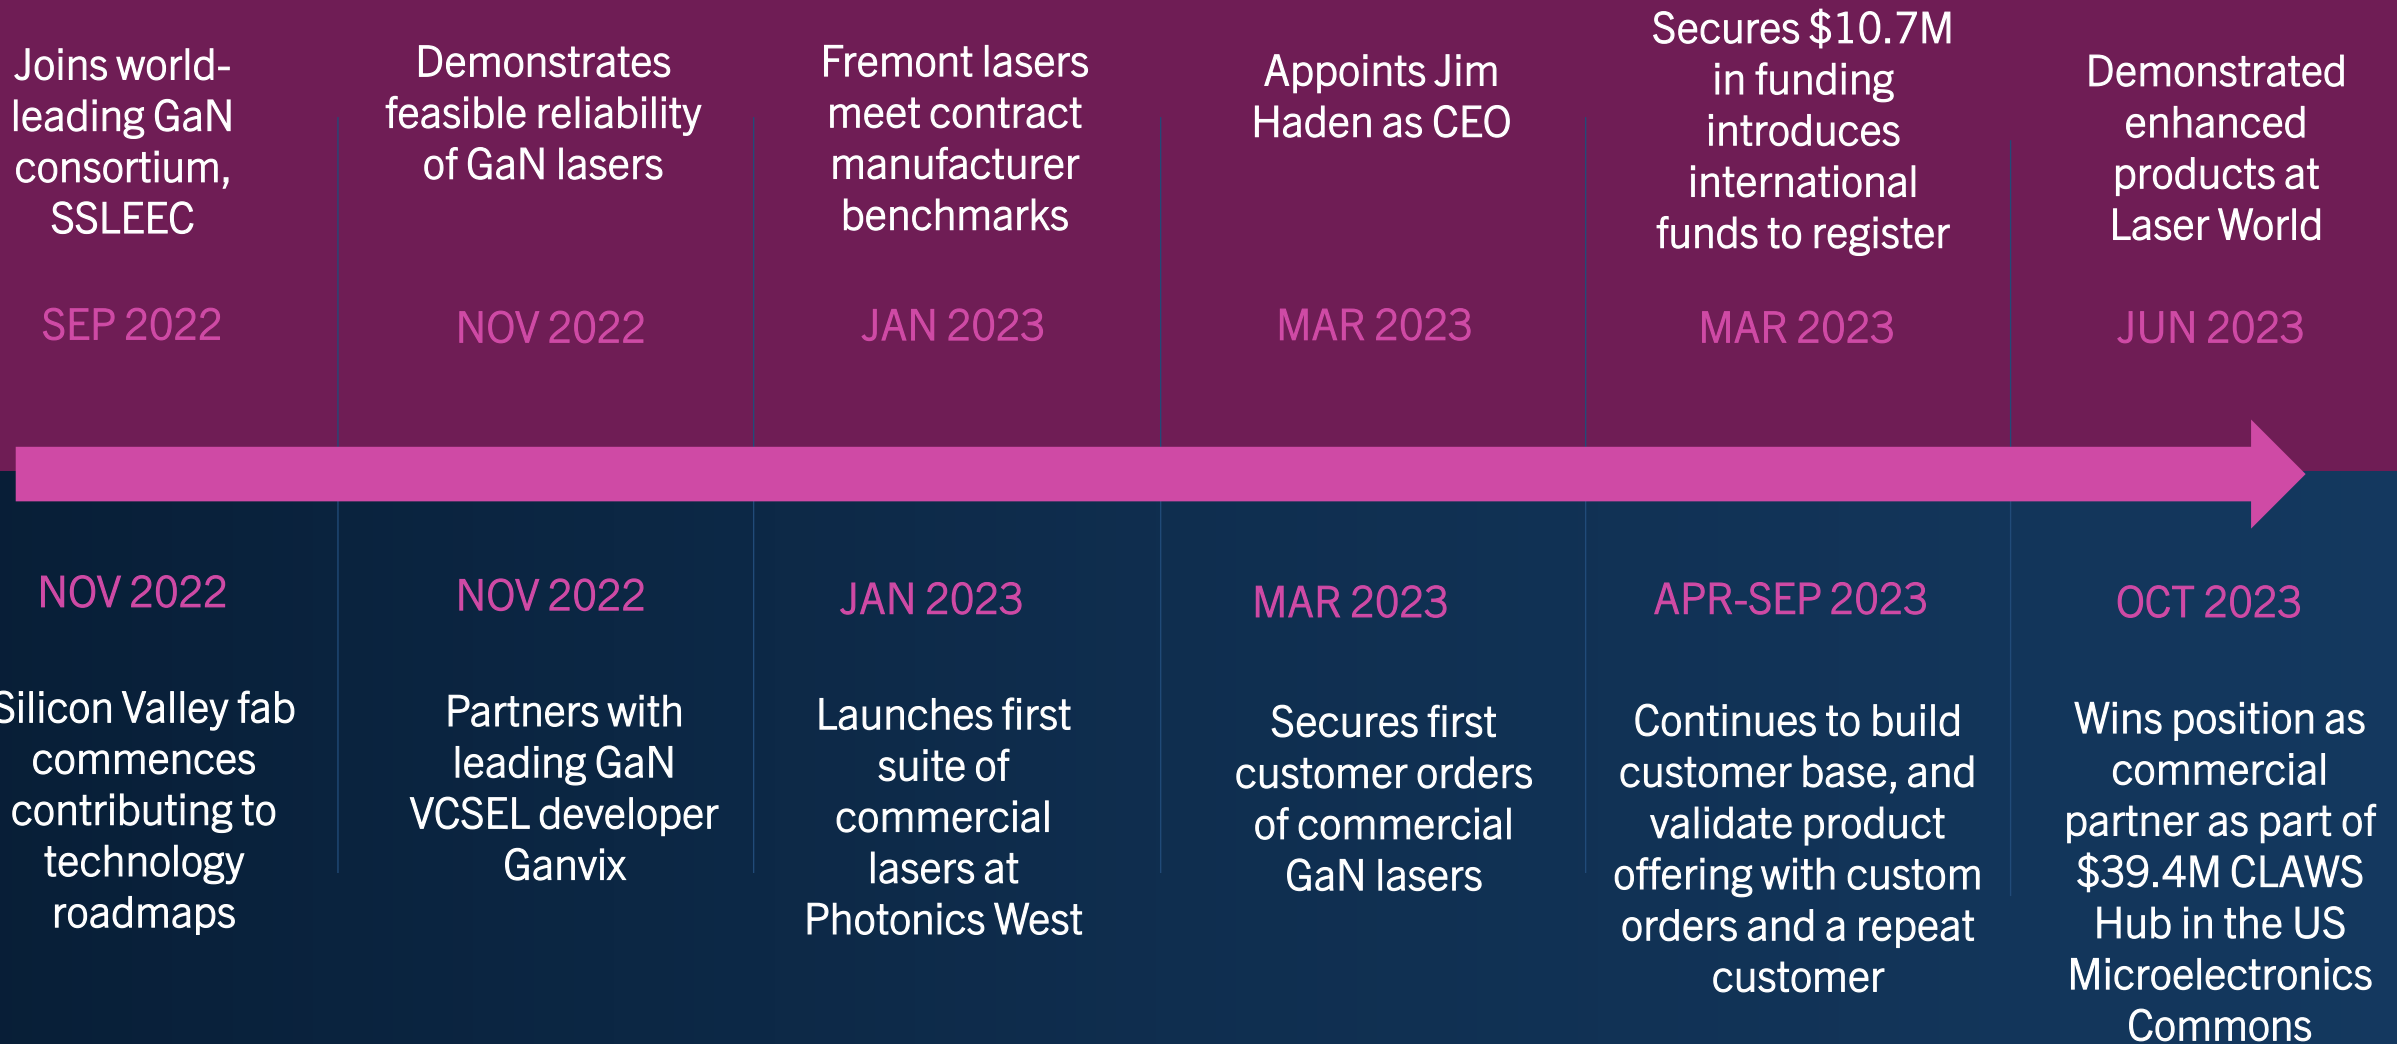 Joins world-
leading GaN
consortium,
SSLEEC
SEP 2022
Demonstrates
feasible reliability
of GaN lasers
NOV 2022
Fremont lasers
meet contract
manufacturer
benchmarks
JAN 2023
Appoints Jim
Haden as CEO
MAR 2023
Secures $10.7M
in funding
introduces
international
funds to register
MAR 2023
Demonstrated
enhanced
products at
Laser World
JUN 2023
NOV 2022
Silicon Valley fab
commences
contributing to
technology
roadmaps
NOV 2022
Partners with
leading GaN
VCSEL developer
Ganvix
JAN 2023
Launches first
suite of
commercial
lasers at
Photonics West
MAR 2023
Secures first
customer orders
of commercial
GaN lasers
APR-SEP 2023
Continues to build
customer base, and
validate product
offering with custom
orders and a repeat
customer
OCT 2023
Wins position as
commercial
partner as part of
$39.4M CLAWS
Hub in the US
Microelectronics
Commons